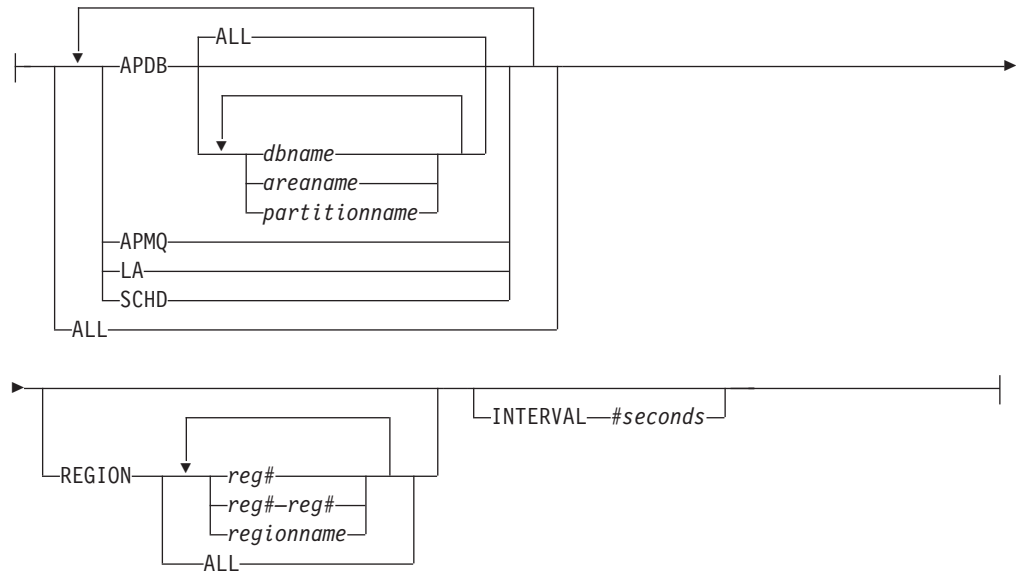 ALL
APDB
dbname
areaname
partitionname
APMQ
LA
SCHD
ALL
INTERVAL #seconds
REGION reg#
reg#–reg#
regionname
ALL